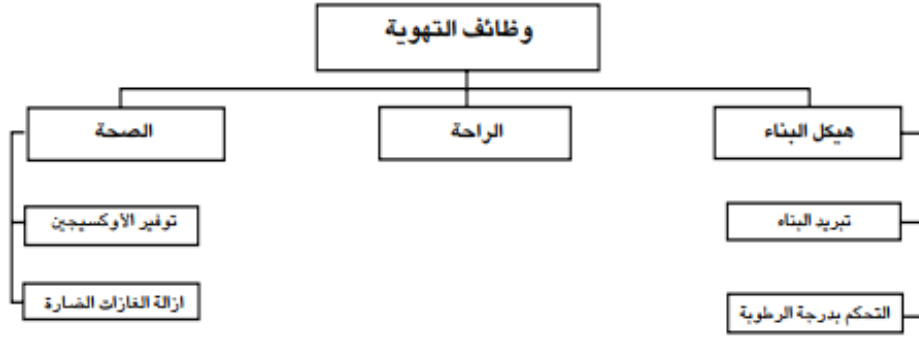 وظائف التهوية
هيكل البناء
الراحة
الصحة
تبريد البناء
توفير الأوكسيجين
التحكم بدرجة الرطوبة
ازالة الغازات الضارة